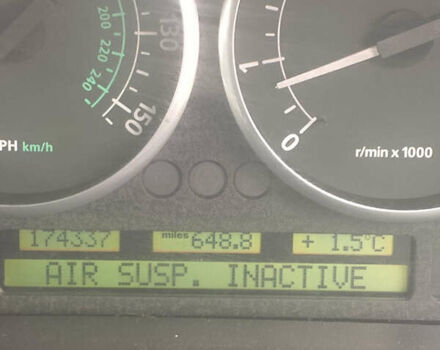 200
220
240
130
150
MPH km/h
1
0
r/min x 1000
174337 miles 648.8 + 1.5°C
AIR SUSP. INACTIVE